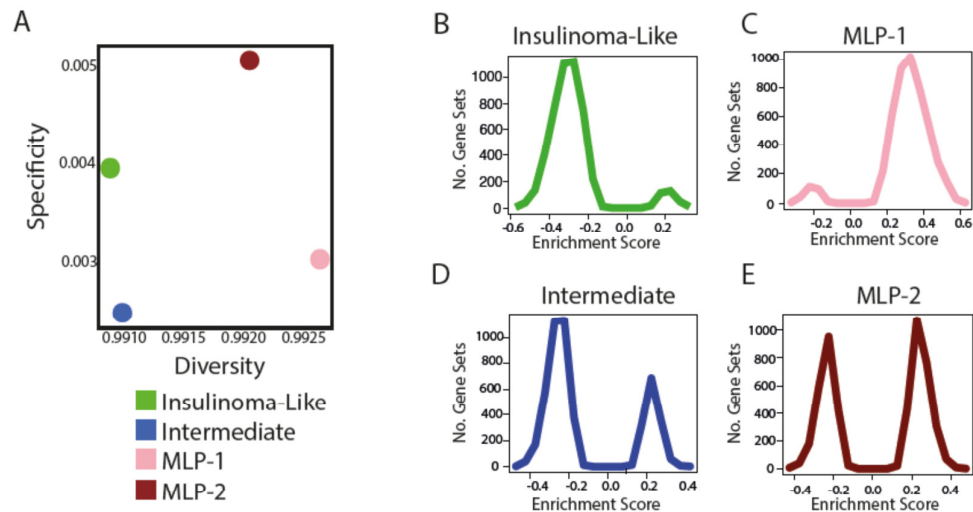 A
Specificity
0.005
0.004
0.003
0.9910 0.9915 0.9920 0.9925
Diversity
Insulinoma-Like
Intermediate
MLP-1
MLP-2
B
Insulinoma-Like
No. Gene Sets
1000
800
600
400
200
0
-0.6 -0.4 -0.2 0.0 0.2
Enrichment Score
C
MLP-1
No. Gene Sets
1000
800
600
400
200
0
-0.2 0.0 0.2 0.4 0.6
Enrichment Score
D
Intermediate
No. Gene Sets
1000
800
600
400
200
0
-0.4 -0.2 0.0 0.2 0.4
Enrichment Score
E
MLP-2
No. Gene Sets
1000
800
600
400
200
0
-0.4 -0.2 0.0 0.2 0.4
Enrichment Score